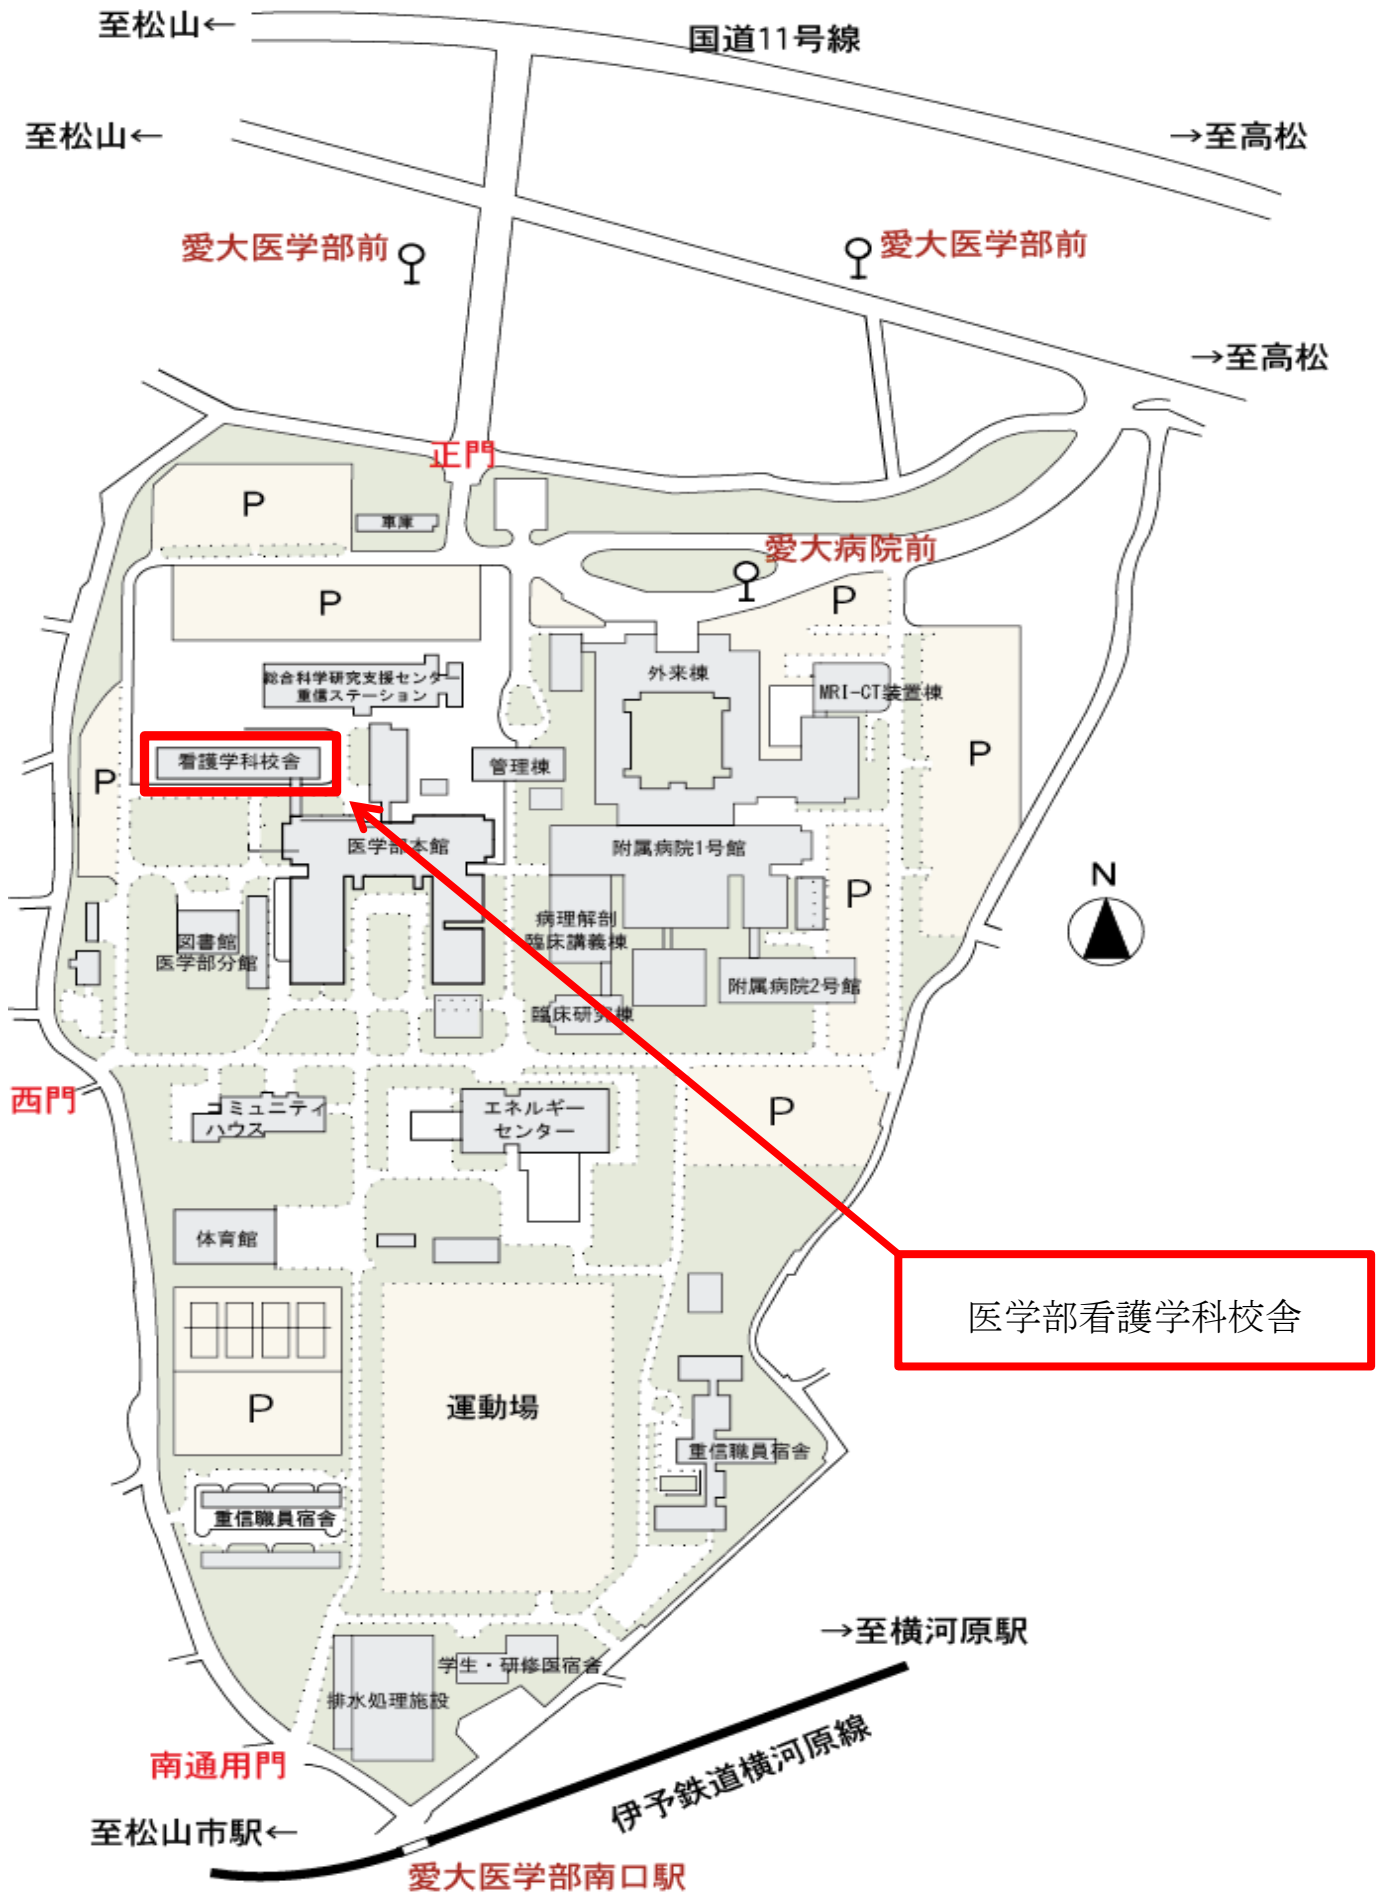 至松山←
国道11号線
至松山←
→至高松
愛大医学部前
愛大医学部前
→至高松
正門
P
車庫
愛大病院前
P
P
総合科学研究支援センター
重信ステーション
外来棟
MRI-CT装置棟
看護学科校舎
管理棟
P
P
医学部本館
附属病院1号館
N
P
図書館
医学部分館
病理解剖
臨床講義棟
附属病院2号館
臨床研究棟
西門
コミュニティ
ハウス
エネルギー
センター
P
体育館
医学部看護学科校舎
P
運動場
重信職員宿舎
重信職員宿舎
→至横河原駅
学生・研修医宿舎
排水処理施設
南通用門
伊予鉄道横河原線
至松山市駅←
愛大医学部南口駅